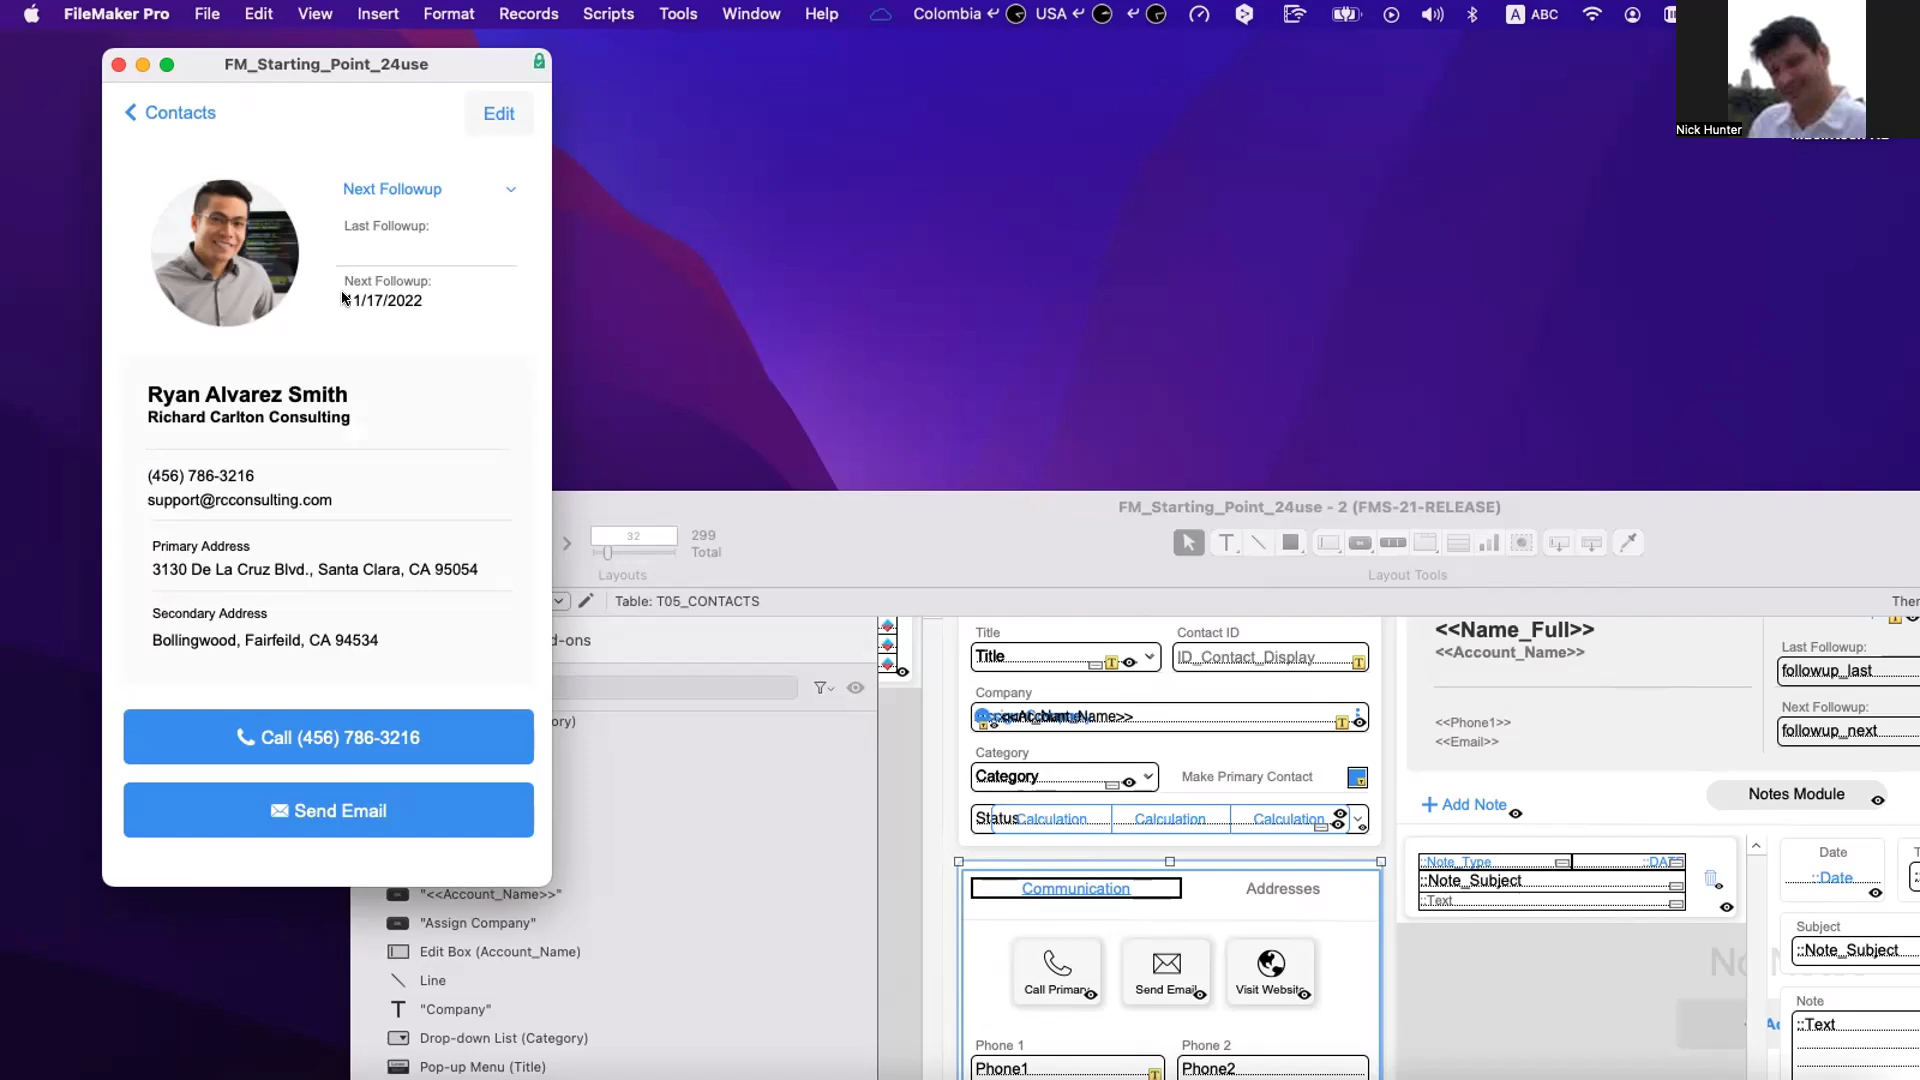 FileMaker Pro File Edit View Insert Format Records Scripts Tools Window Help Colombia USA A ABC
Nick Hunter
FM_Starting_Point_24use
Contacts Edit
Next Followup
Last Followup:
Next Followup:
1/17/2022
Ryan Alvarez Smith
Richard Carlton Consulting
(456) 786-3216
support@rcconsulting.com
Primary Address
3130 De La Cruz Blvd., Santa Clara, CA 95054
Secondary Address
Bollingwood, Fairfeild, CA 94534
Call (456) 786-3216
Send Email
FM_Starting_Point_24use - 2 (FMS-21-RELEASE)
32 299
Total
Layouts Layout Tools
Table: T05_CONTACTS
d-ons
ory)
"<<Account_Name>>"
"Assign Company"
Edit Box (Account_Name)
Line
"Company"
Drop-down List (Category)
Pop-up Menu (Title)
Title Contact ID
Title ID_Contact_Display
Company
Category
Category Make Primary Contact
Status Calculation Calculation Calculation
Communication Addresses
Call Primary Send Email Visit Website
Phone 1 Phone 2
Phone1 Phone2
<<Name_Full>>
<<Account_Name>>
<<Phone1>>
<<Email>>
Last Followup:
followup_last
Next Followup:
followup_next
Add Note Notes Module
::Note_Type ::DATE
::Note_Subject
::Text
Date
::Date
Subject
::Note_Subject
Note
::Text